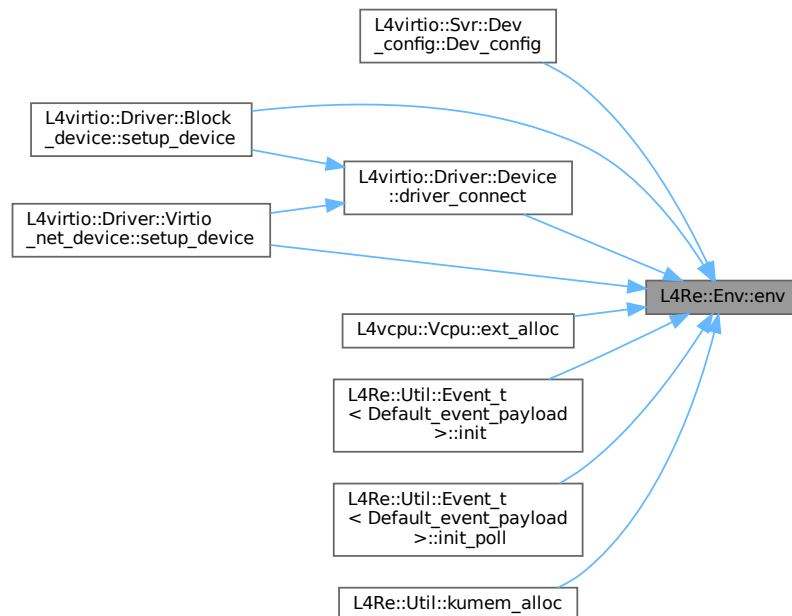 L4virtio::Svr::Dev
_config::Dev_config
L4virtio::Driver::Block
_device::setup_device
L4virtio::Driver::Device
::driver_connect
L4virtio::Driver::Virtio
_net_device::setup_device
L4Re::Env::env
L4vcpu::Vcpu::ext_alloc
L4Re::Util::Event_t
< Default_event_payload
>::init
L4Re::Util::Event_t
< Default_event_payload
>::init_poll
L4Re::Util::kumem_alloc